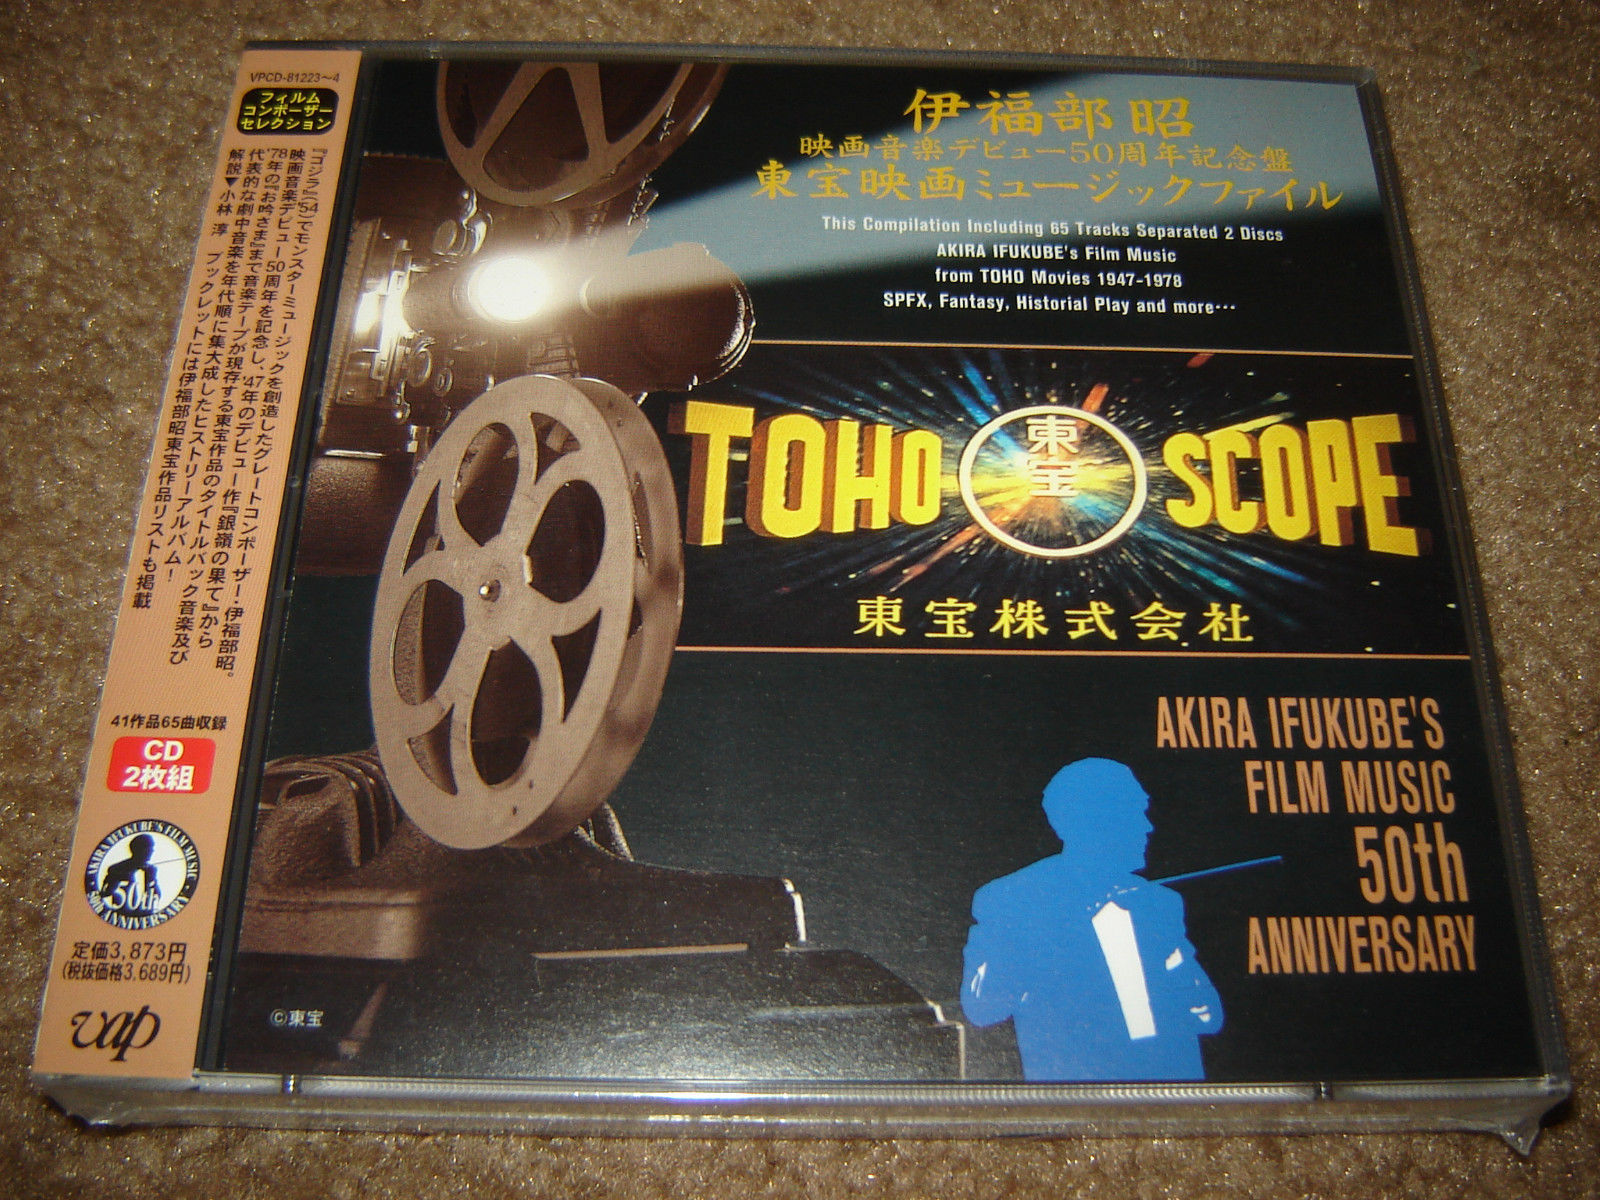 VPCD-81223〜4
フィルム
コンポーザー
セレクション
『ゴジラ』('54)でモンスターミュージックを創造したグレートコンポーザー・伊福部昭。
映画音楽デビュー50周年を記念し、'47年のデビュー作『銀嶺の果て』から
'78年の『お吟さま』まで音楽テープが現存する東宝作品のタイトルバック音楽及び
代表的な劇中音楽を年代順に集大成したヒストリーアルバム!
解説▼小林 淳 ブックレットには伊福部昭東宝作品リストも掲載
41作品65曲収録
CD
2枚組
AKIRA IFUKUBE'S FILM MUSIC
50th
50th ANNIVERSARY
定価3,873円
(税抜価格3,689円)
vap
伊福部 昭
映画音楽デビュー50周年記念盤
東宝映画ミュージックファイル
This Compilation Including 65 Tracks Separated 2 Discs
AKIRA IFUKUBE's Film Music
from TOHO Movies 1947-1978
SPFX, Fantasy, Historial Play and more…
TOHO 東宝 SCOPE
東宝株式会社
AKIRA IFUKUBE'S
FILM MUSIC
50th
ANNIVERSARY
©東宝